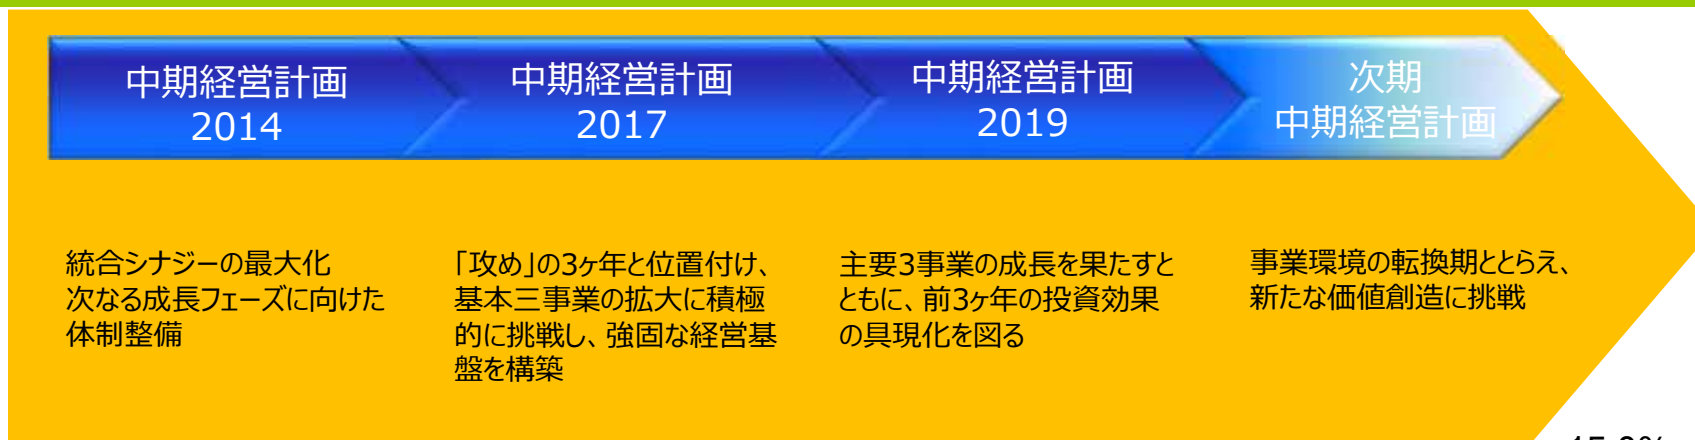 中期経営計画
2014
中期経営計画
2017
中期経営計画
2019
次期
中期経営計画
統合シナジーの最大化
次なる成長フェーズに向けた
体制整備
「攻め」の3ヶ年と位置付け、
基本三事業の拡大に積極
的に挑戦し、強固な経営基
盤を構築
主要3事業の成長を果たすと
ともに、前3ヶ年の投資効果
の具現化を図る
事業環境の転換期ととらえ、
新たな価値創造に挑戦